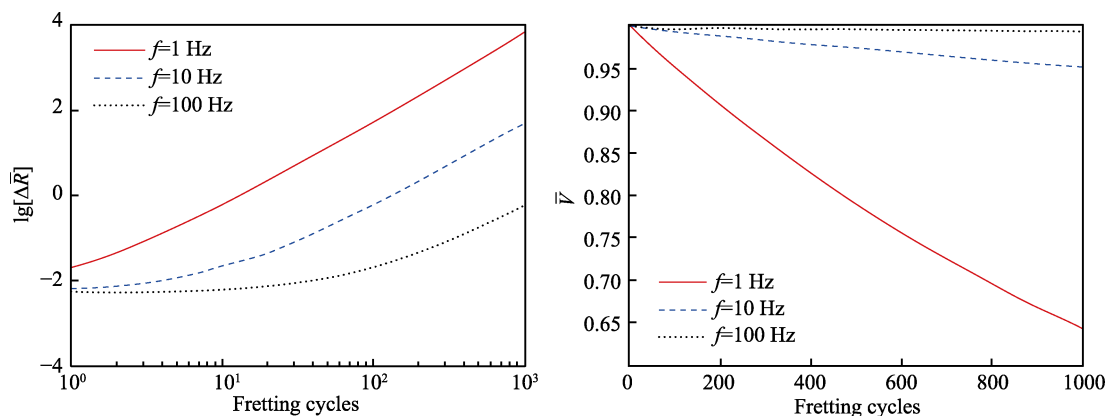 4
2
0
−2
−4
lg[ΔR̅]
f=1 Hz
f=10 Hz
f=100 Hz
10⁰ 10¹ 10² 10³
Fretting cycles
0.95
0.90
0.85
0.80
0.75
0.70
0.65
V̅
f=1 Hz
f=10 Hz
f=100 Hz
0 200 400 600 800 1000
Fretting cycles